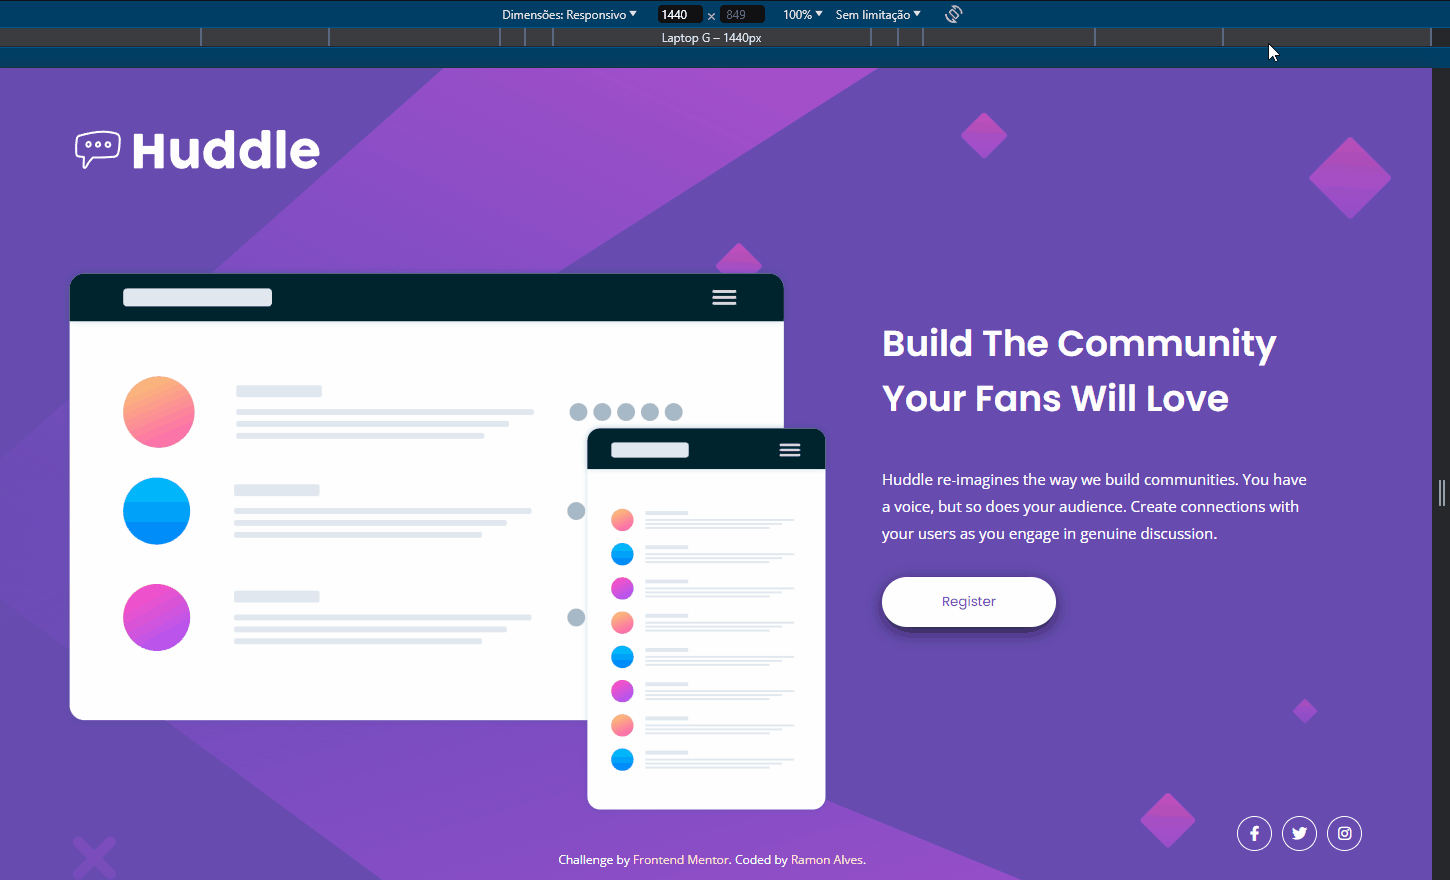 Dimensões: Responsivo 1440 × 849 100% Sem limitação
Laptop G – 1440px
Huddle
Build The Community
Your Fans Will Love
Huddle re-imagines the way we build communities. You have
a voice, but so does your audience. Create connections with
your users as you engage in genuine discussion.
Register
Challenge by Frontend Mentor. Coded by Ramon Alves.